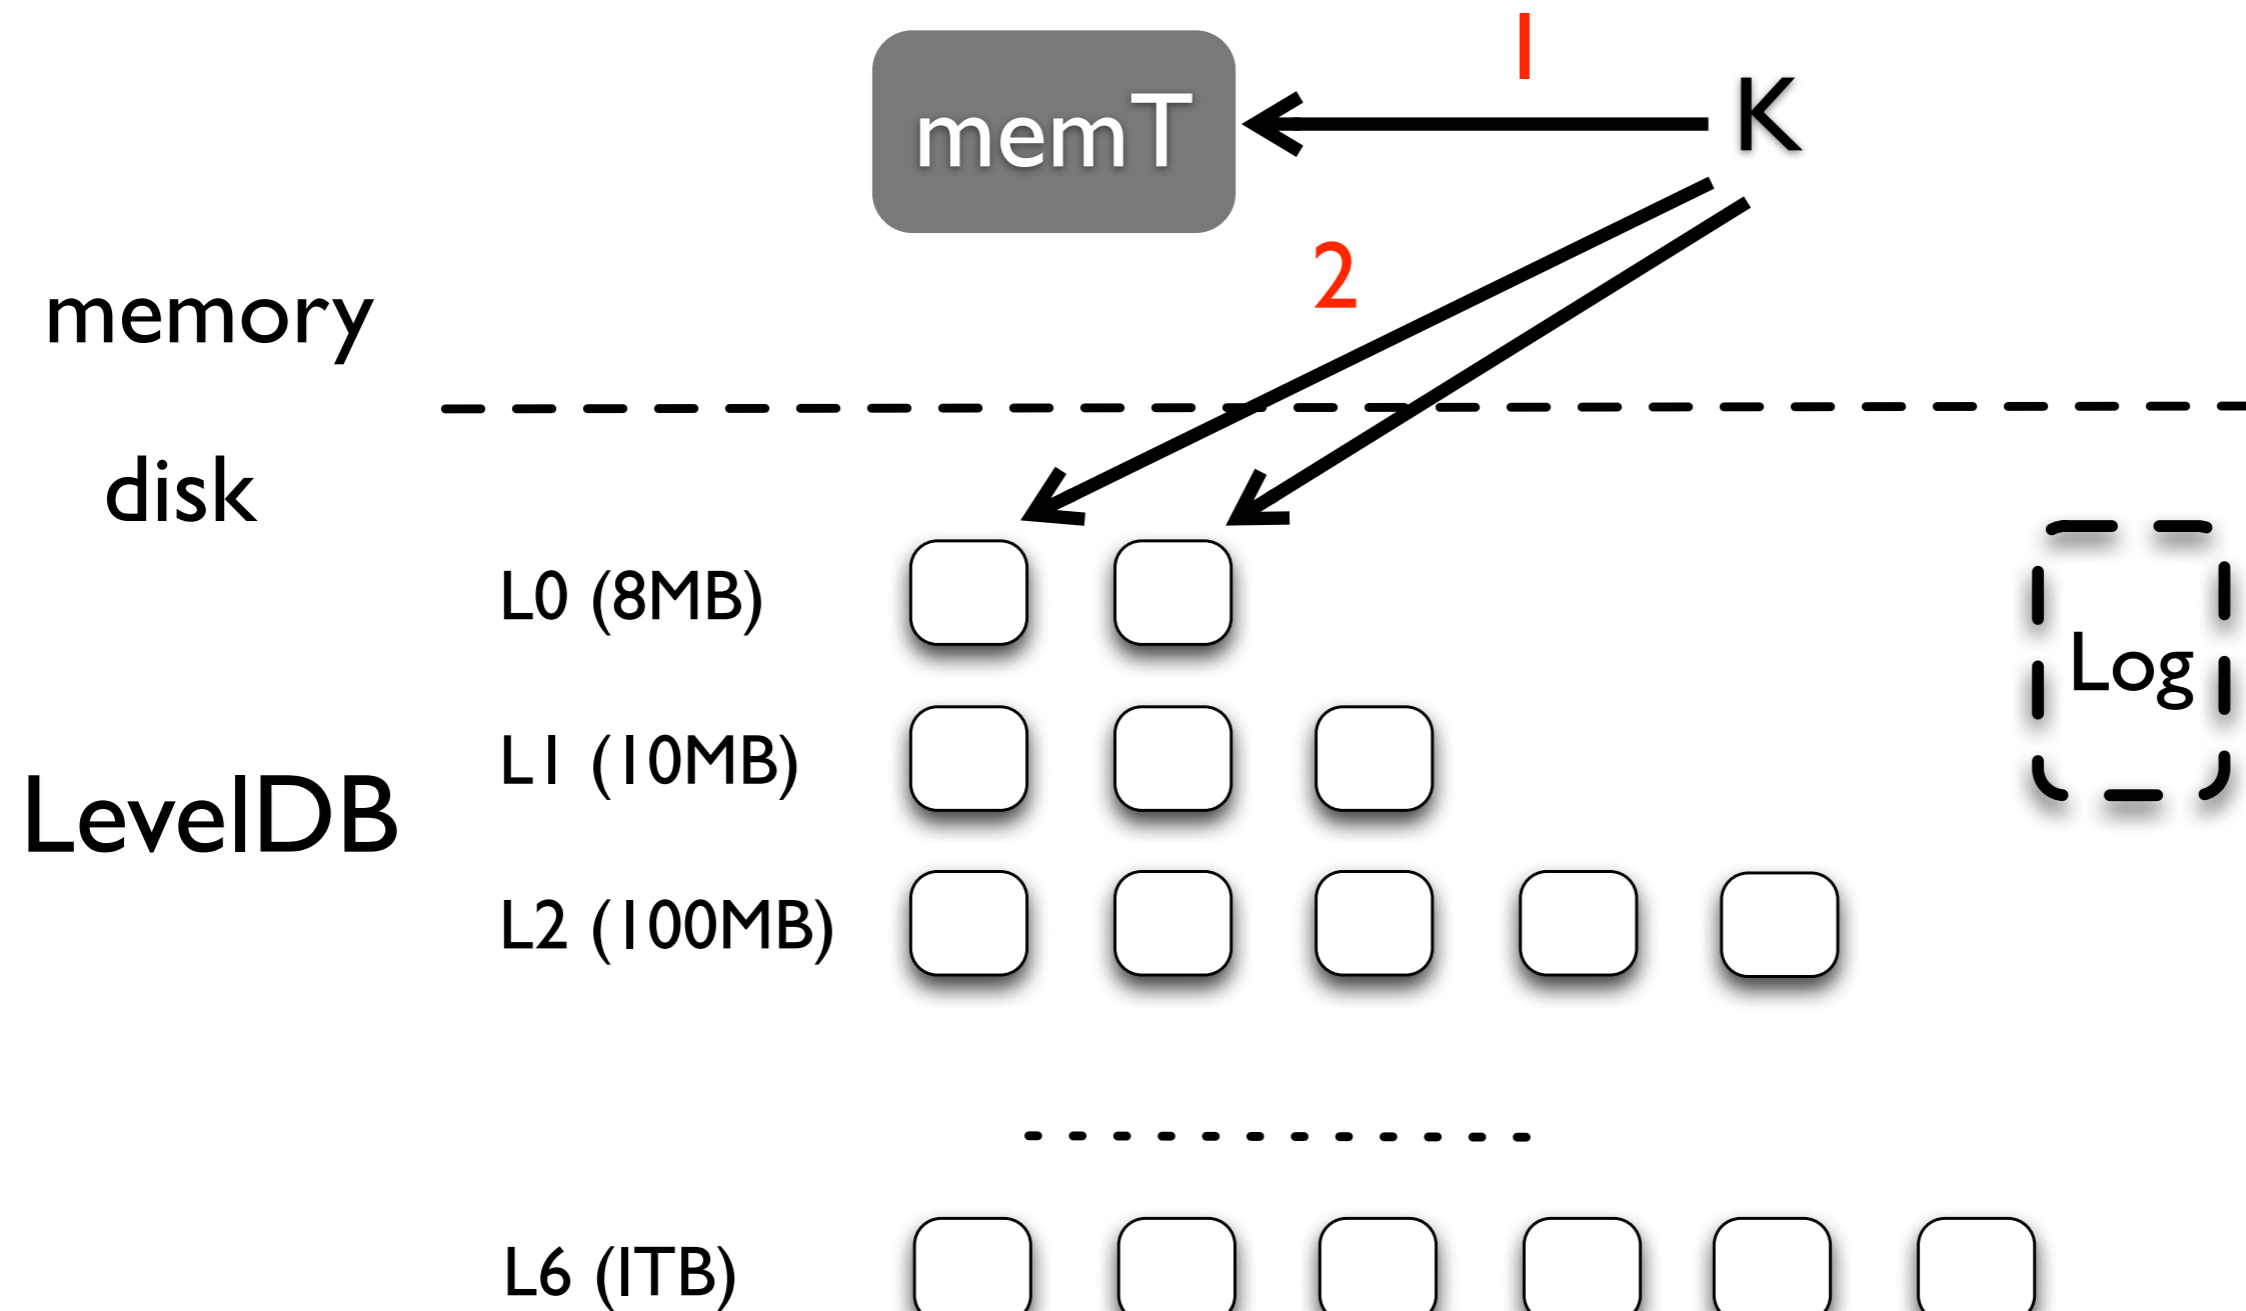 1
memT
K
2
memory
disk
L0 (8MB)
Log
L1 (10MB)
LevelDB
L2 (100MB)
L6 (1TB)